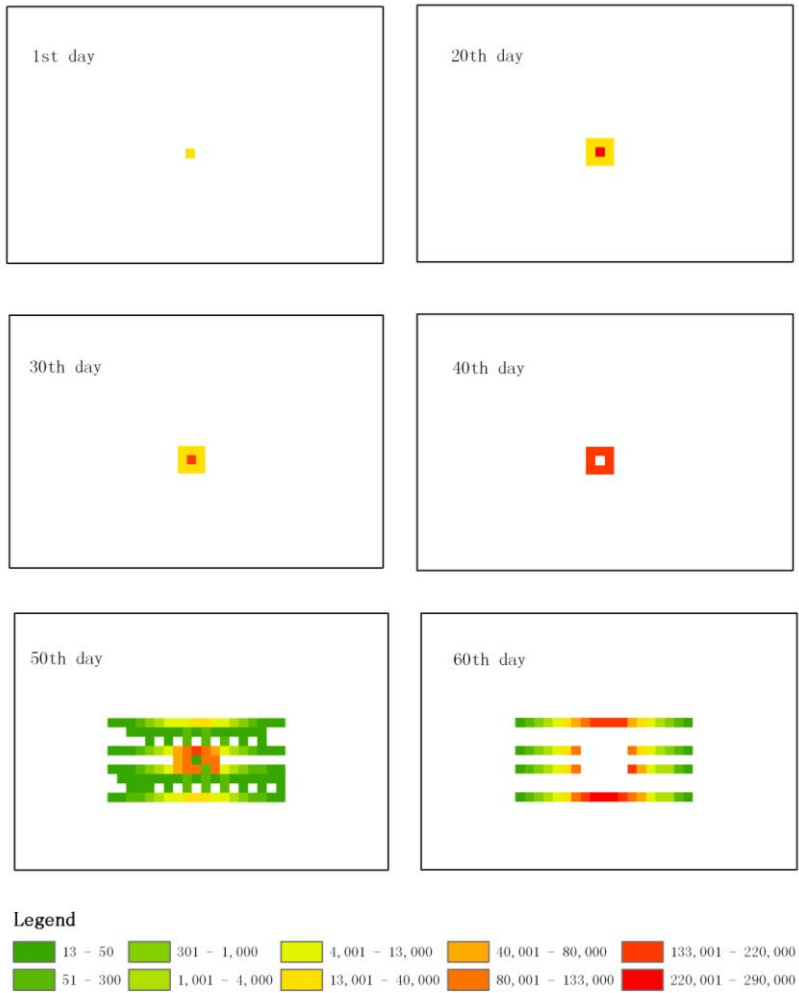 1st day
20th day
30th day
40th day
50th day
60th day
Legend
13 - 50
301 - 1,000
4,001 - 13,000
40,001 - 80,000
133,001 - 220,000
51 - 300
1,001 - 4,000
13,001 - 40,000
80,001 - 133,000
220,001 - 290,000